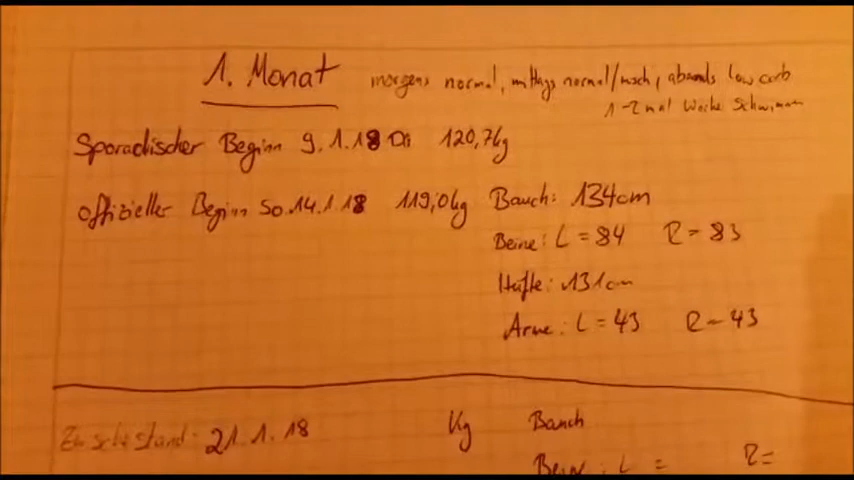 1. Monat morgens normal, mittags normal/nach, abends low carb
1-2 mal Woche Schwimmen
Sporadischer Beginn 9.1.18 Di 120,7kg
Offizieller Beginn So.14.1.18 119,0kg Bauch: 134cm
Beine: L = 84 R = 83
Hüfte: 131cm
Arme: L = 43 R = 43
Zwischenstand: 21.1.18 Kg Bauch
Beine: L = R =